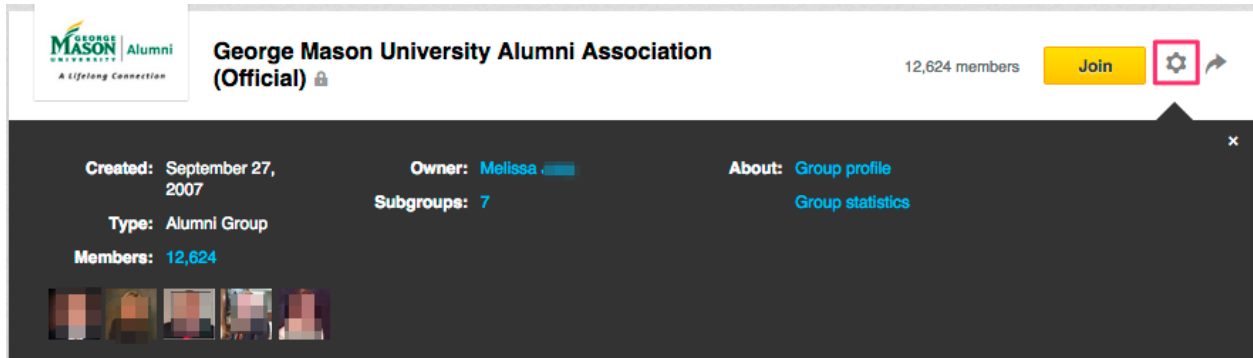 GEORGE
MASON
UNIVERSITY
Alumni
A Lifelong Connection
George Mason University Alumni Association
(Official)
12,624 members
Join
×
Created: September 27,
2007
Type: Alumni Group
Members: 12,624
Owner: Melissa
Subgroups: 7
About: Group profile
Group statistics